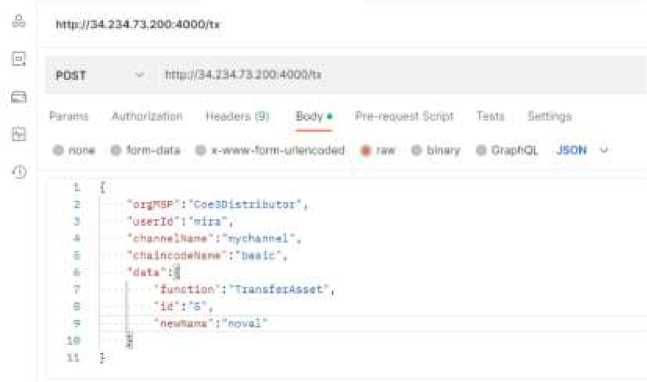 http://34.234.73.200:4000/tx
POST http://34.234.73.200:4000/tx
Params Authorization Headers (9) Body Pre-request Script Tests Settings
none form-data x-www-form-urlencoded raw binary GraphQL JSON
1 {
2 "orgMSP":"Coe3Distributor",
3 "userId":"mira",
4 "channelName":"mychannel",
5 "chaincodeName":"basic",
6 "data":{
7 "function":"TransferAsset",
8 "id":"6",
9 "newName":"noval"
10 }
11 }